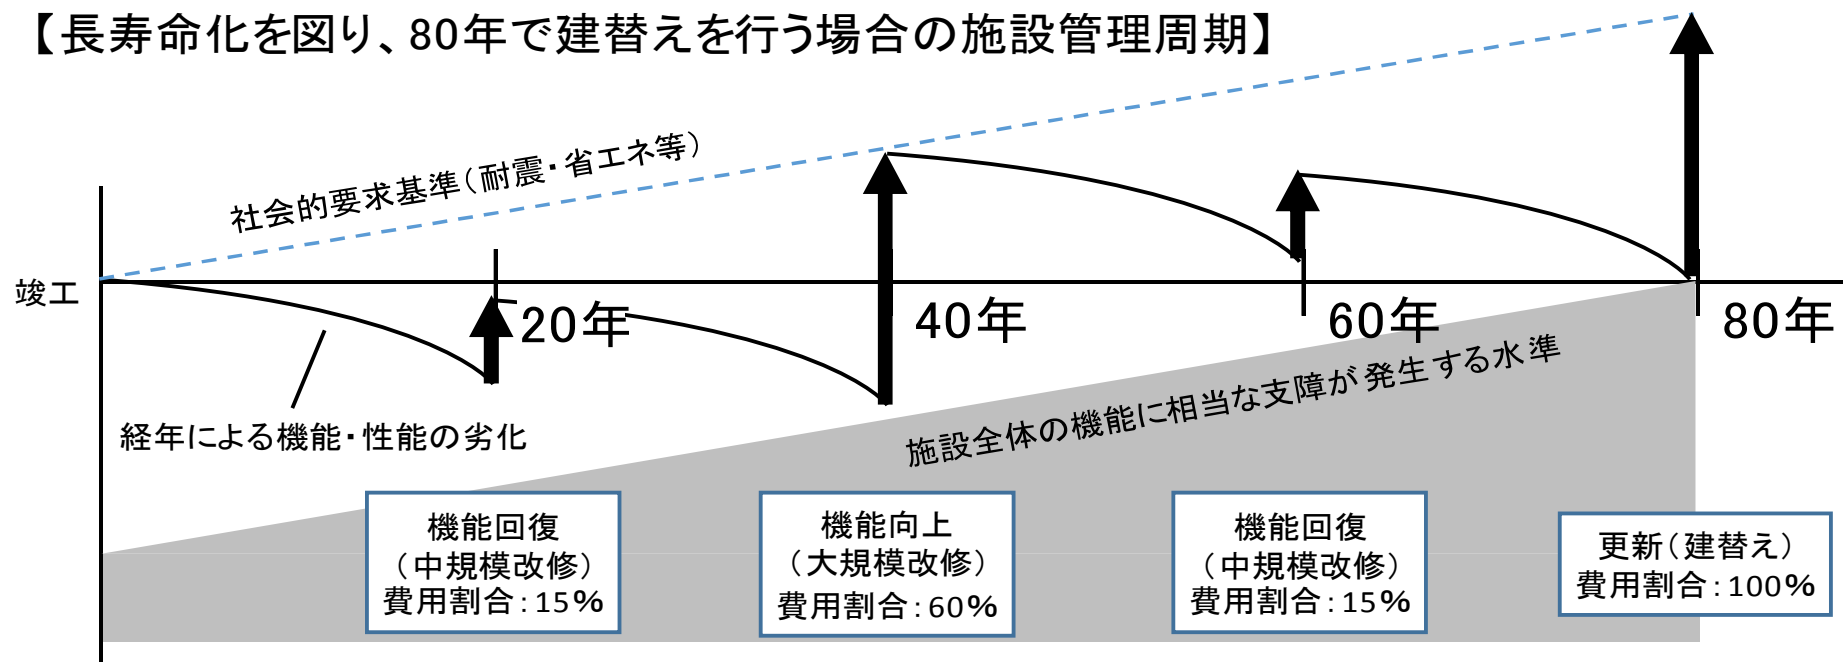 【長寿命化を図り、80年で建替えを行う場合の施設管理周期】
社会的要求基準（耐震・省エネ等）
竣工
20年
40年
60年
80年
経年による機能・性能の劣化
施設全体の機能に相当な支障が発生する水準
機能回復
（中規模改修）
費用割合：15%
機能向上
（大規模改修）
費用割合：60%
機能回復
（中規模改修）
費用割合：15%
更新（建替え）
費用割合：100%